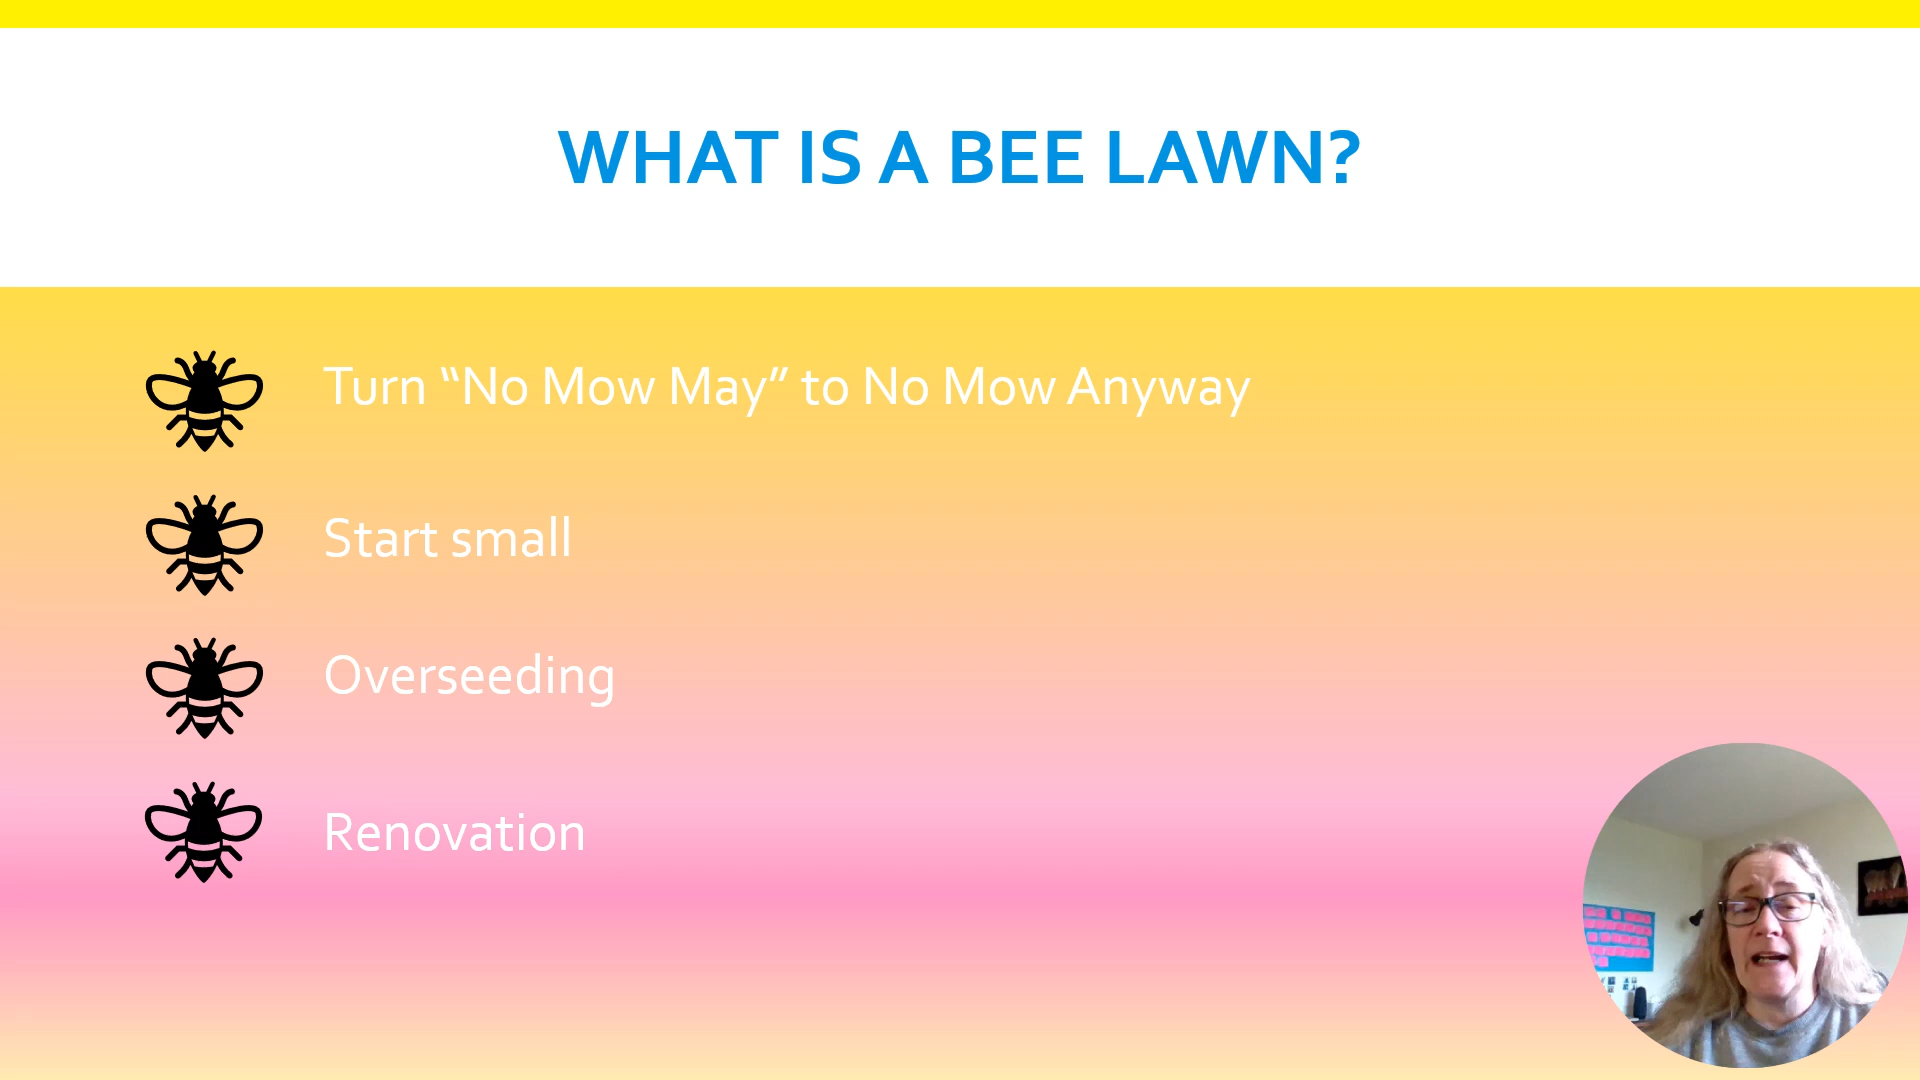 WHAT IS A BEE LAWN?
Turn “No Mow May” to No Mow Anyway
Start small
Overseeding
Renovation